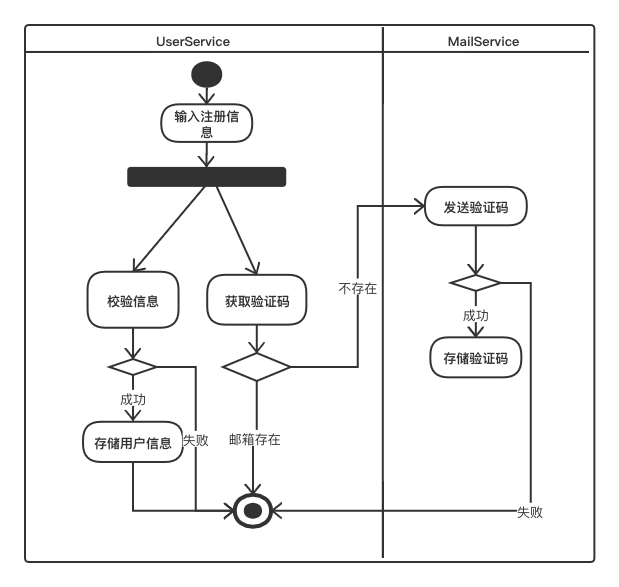 UserService
MailService
输入注册信
息
发送验证码
不存在
校验信息
获取验证码
成功
成功
存储验证码
存储用户信息
失败
邮箱存在
失败